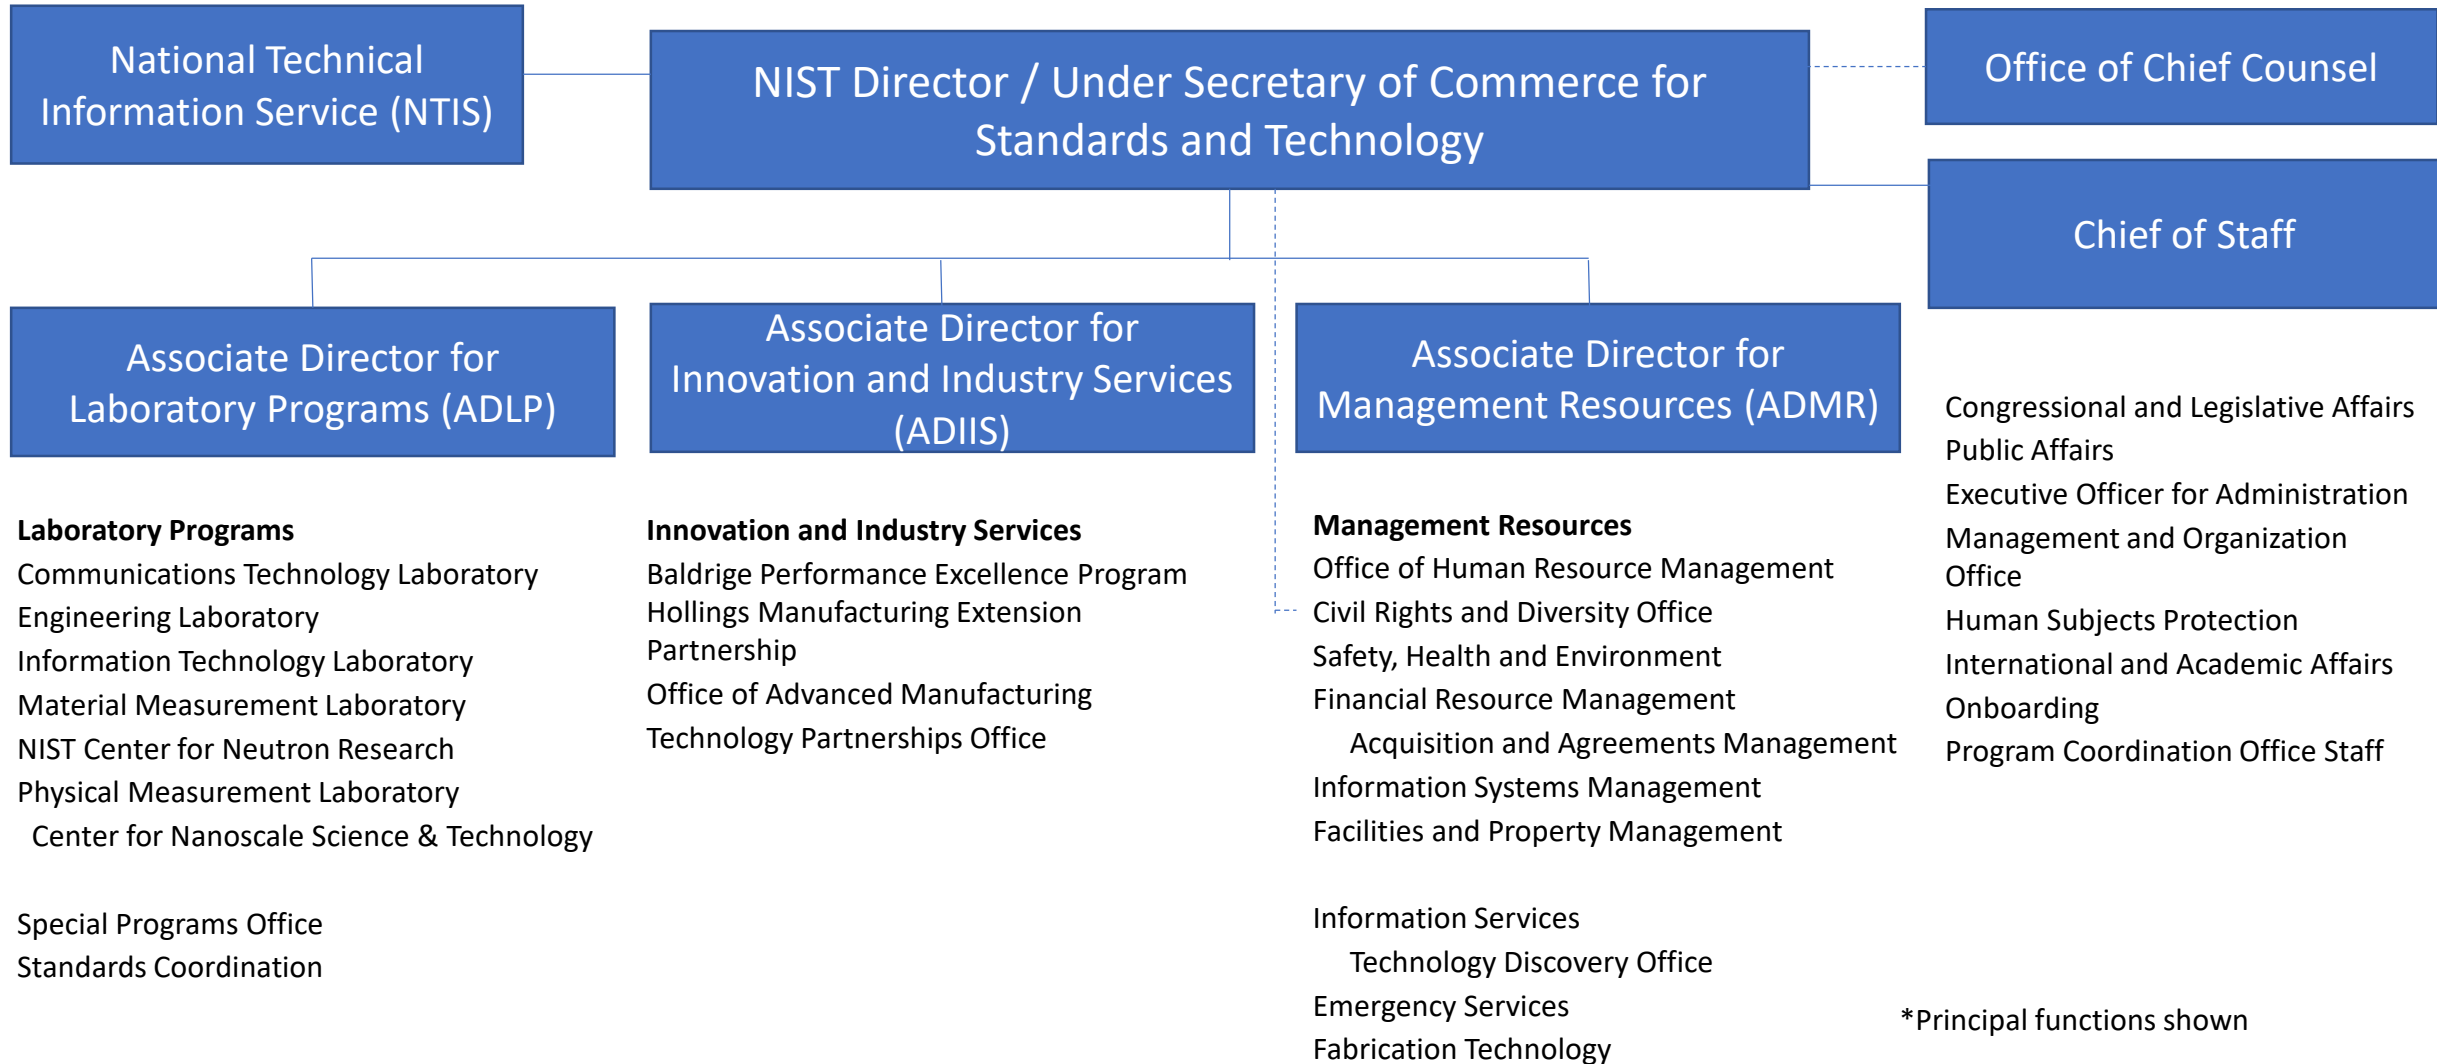 National Technical
Information Service (NTIS)
NIST Director / Under Secretary of Commerce for
Standards and Technology
Office of Chief Counsel
Chief of Staff
Associate Director for
Laboratory Programs (ADLP)
Associate Director for
Innovation and Industry Services
(ADIIS)
Associate Director for
Management Resources (ADMR)
Laboratory Programs
Communications Technology Laboratory
Engineering Laboratory
Information Technology Laboratory
Material Measurement Laboratory
NIST Center for Neutron Research
Physical Measurement Laboratory
Center for Nanoscale Science & Technology
Special Programs Office
Standards Coordination
Innovation and Industry Services
Baldrige Performance Excellence Program
Hollings Manufacturing Extension
Partnership
Office of Advanced Manufacturing
Technology Partnerships Office
Management Resources
Office of Human Resource Management
Civil Rights and Diversity Office
Safety, Health and Environment
Financial Resource Management
Acquisition and Agreements Management
Information Systems Management
Facilities and Property Management
Information Services
Technology Discovery Office
Emergency Services
Fabrication Technology
Congressional and Legislative Affairs
Public Affairs
Executive Officer for Administration
Management and Organization
Office
Human Subjects Protection
International and Academic Affairs
Onboarding
Program Coordination Office Staff
*Principal functions shown